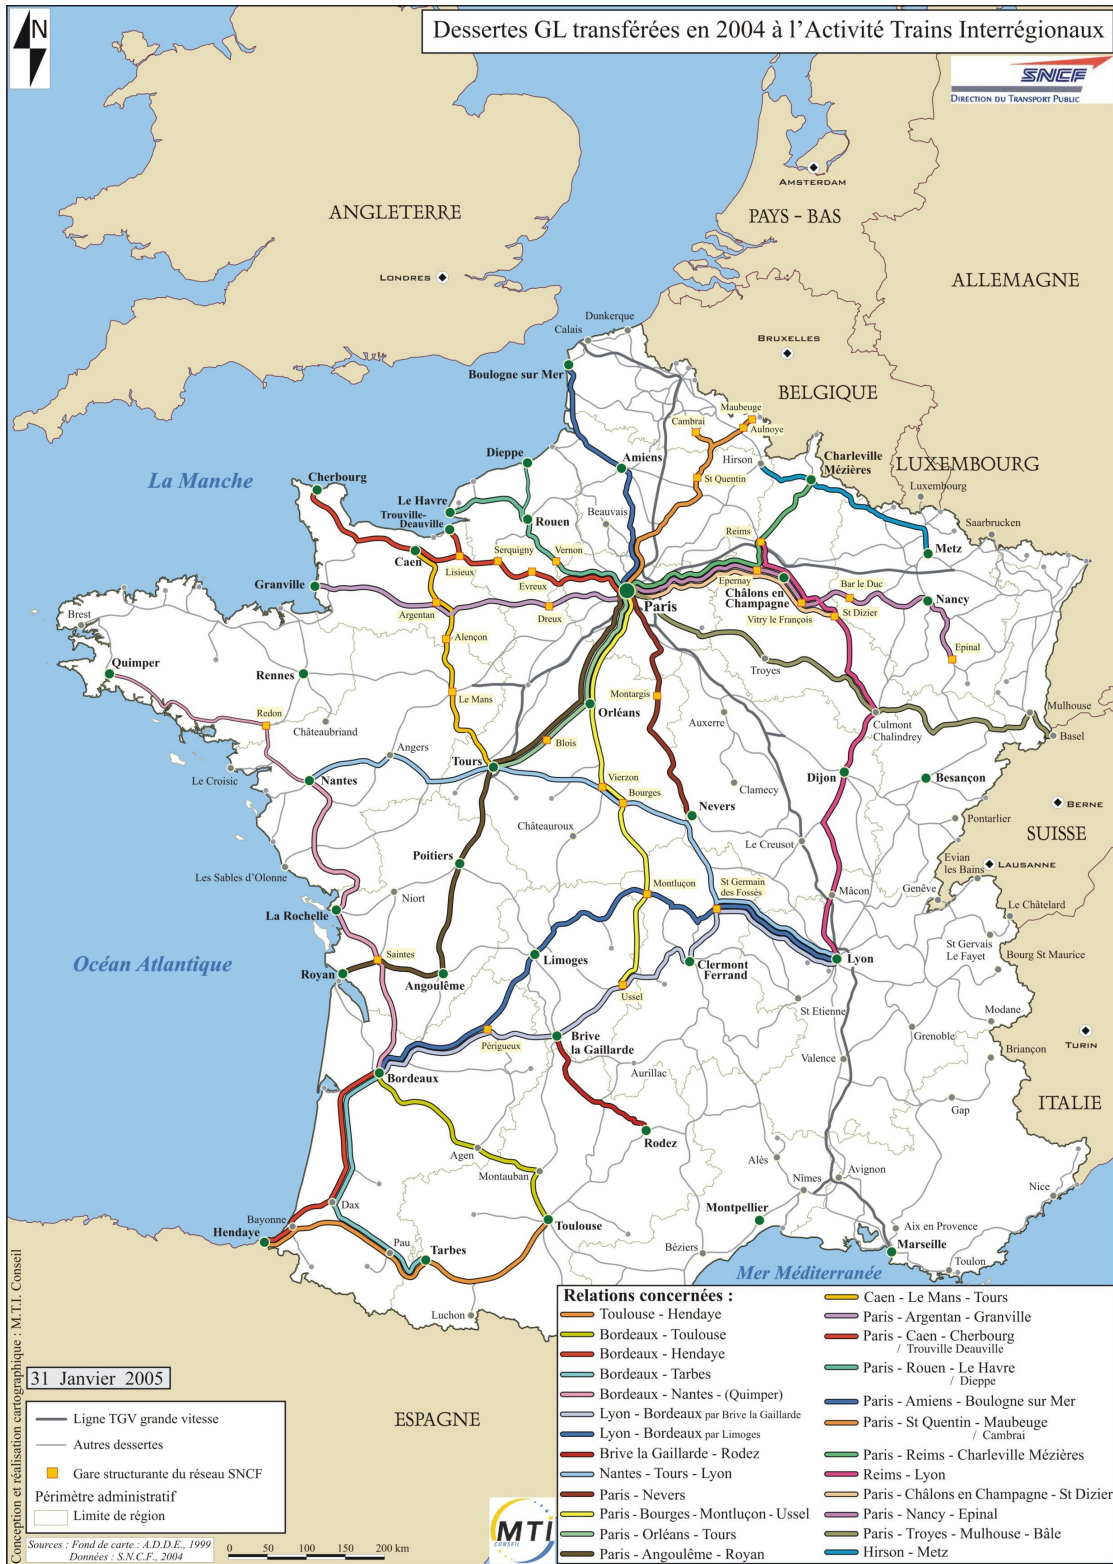 Dessertes GL transférées en 2004 à l'Activité Trains Interrégionaux
N
SNCF
DIRECTION DU TRANSPORT PUBLIC
AMSTERDAM
ANGLETERRE
PAYS - BAS
LONDRES
ALLEMAGNE
Dunkerque
Calais
BRUXELLES
Boulogne sur Mer
BELGIQUE
Maubeuge
Cambrai
Aulnoye
Dieppe
Amiens
Hirson
Charleville
Mézières
LUXEMBOURG
La Manche
Cherbourg
St Quentin
Luxembourg
Le Havre
Trouville-
Deauville
Rouen
Beauvais
Saarbrucken
Reims
Metz
Caen
Lisieux
Serquigny
Vernon
Evreux
Granville
Epernay
Châlons en
Champagne
Bar le Duc
Nancy
Paris
Argentan
Dreux
Vitry le François
St Dizier
Brest
Alençon
Epinal
Quimper
Rennes
Troyes
Le Mans
Montargis
Orléans
Auxerre
Culmont
Chalindrey
Mulhouse
Basel
Redon
Châteaubriand
Blois
Angers
Tours
Le Croisic
Nantes
Vierzon
Bourges
Clamecy
Dijon
Besançon
BERNE
Nevers
Pontarlier
SUISSE
Châteauroux
Le Creusot
Poitiers
Evian
les Bains
LAUSANNE
Les Sables d'Olonne
Niort
Montluçon
St Germain
des Fossés
Mâcon
Genêve
Le Châtelard
La Rochelle
St Gervais
Le Fayet
Océan Atlantique
Saintes
Royan
Angoulême
Limoges
Clermont
Ferrand
Lyon
Bourg St Maurice
Ussel
St Etienne
Modane
Périgueux
Brive
la Gaillarde
Grenoble
TURIN
Briançon
Bordeaux
Aurillac
Valence
Gap
ITALIE
Rodez
Agen
Montauban
Alès
Nîmes
Avignon
Nice
Dax
Bayonne
Hendaye
Toulouse
Montpellier
Aix en Provence
Pau
Tarbes
Béziers
Marseille
Toulon
Mer Méditerranée
Luchon
ESPAGNE
Relations concernées :
Toulouse - Hendaye
Bordeaux - Toulouse
Bordeaux - Hendaye
Bordeaux - Tarbes
Bordeaux - Nantes - (Quimper)
Lyon - Bordeaux par Brive la Gaillarde
Lyon - Bordeaux par Limoges
Brive la Gaillarde - Rodez
Nantes - Tours - Lyon
Paris - Nevers
Paris - Bourges - Montluçon - Ussel
Paris - Orléans - Tours
Paris - Angoulême - Royan
Caen - Le Mans - Tours
Paris - Argentan - Granville
Paris - Caen - Cherbourg
/ Trouville Deauville
Paris - Rouen - Le Havre
/ Dieppe
Paris - Amiens - Boulogne sur Mer
Paris - St Quentin - Maubeuge
/ Cambrai
Paris - Reims - Charleville Mézières
Reims - Lyon
Paris - Châlons en Champagne - St Dizier
Paris - Nancy - Epinal
Paris - Troyes - Mulhouse - Bâle
Hirson - Metz
31 Janvier 2005
Ligne TGV grande vitesse
Autres dessertes
Gare structurante du réseau SNCF
Périmètre administratif
Limite de région
Sources : Fond de carte : A.D.D.E., 1999
Données : S.N.C.F., 2004
0 50 100 200 km
MTI
CONSEIL
Conception et réalisation cartographique : M.T.I. Conseil